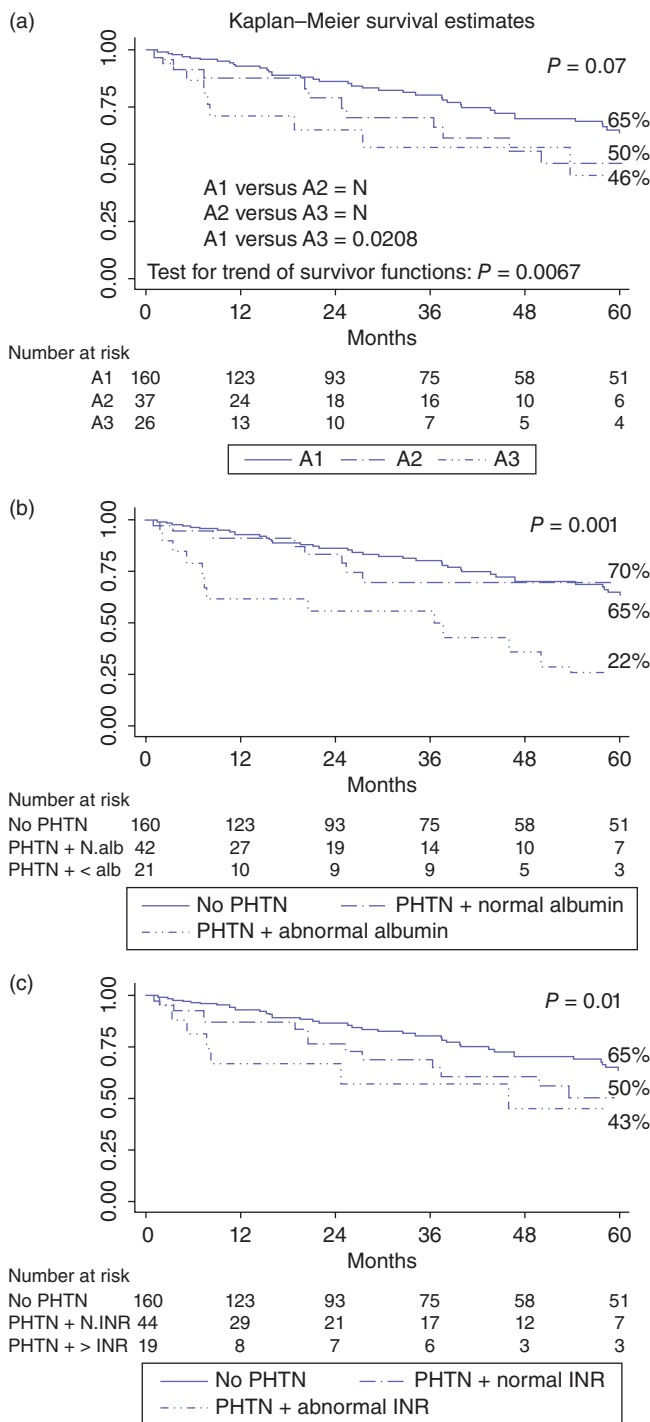 (a)
Kaplan–Meier survival estimates
1.00
0.75
0.50
0.25
0.00
P = 0.07
65%
50%
46%
A1 versus A2 = N
A2 versus A3 = N
A1 versus A3 = 0.0208
Test for trend of survivor functions: P = 0.0067
0 12 24 36 48 60
Months
Number at risk
A1 160 123 93 75 58 51
A2 37 24 18 16 10 6
A3 26 13 10 7 5 4
A1 A2 A3
(b)
1.00
0.75
0.50
0.25
0.00
P = 0.001
70%
65%
22%
0 12 24 36 48 60
Months
Number at risk
No PHTN 160 123 93 75 58 51
PHTN + N.alb 42 27 19 14 10 7
PHTN + < alb 21 10 9 9 5 3
No PHTN PHTN + normal albumin
PHTN + abnormal albumin
(c)
1.00
0.75
0.50
0.25
0.00
P = 0.01
65%
50%
43%
0 12 24 36 48 60
Months
Number at risk
No PHTN 160 123 93 75 58 51
PHTN + N.INR 44 29 21 17 12 7
PHTN + > INR 19 8 7 6 3 3
No PHTN PHTN + normal INR
PHTN + abnormal INR